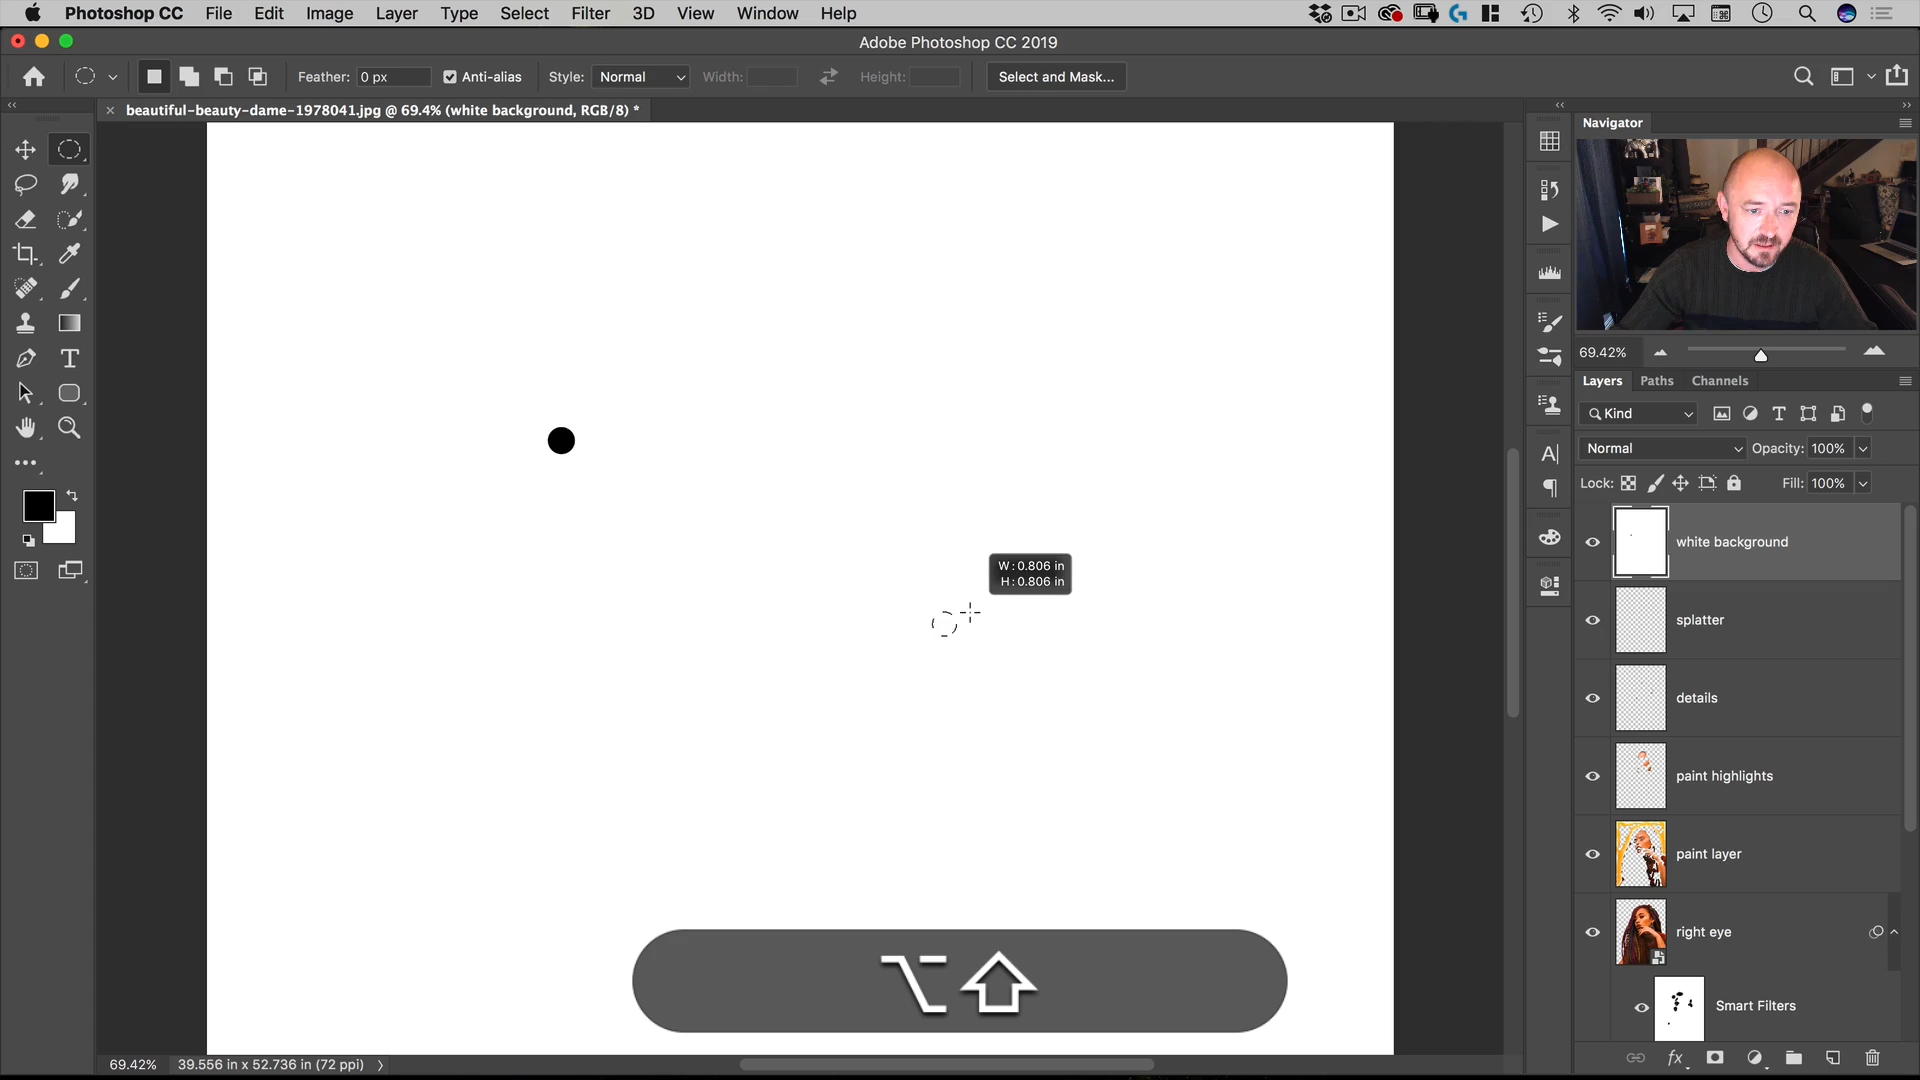 Photoshop CC File Edit Image Layer Type Select Filter 3D View Window Help
Adobe Photoshop CC 2019
Feather: 0 px Anti-alias Style: Normal Width: Height: Select and Mask...
beautiful-beauty-dame-1978041.jpg @ 69.4% (white background, RGB/8) *
Navigator
69.42%
Layers Paths Channels
Kind
Normal Opacity: 100%
Lock: Fill: 100%
white background
splatter
details
paint highlights
paint layer
right eye
Smart Filters
W: 0.806 in
H: 0.806 in
⌥⇧
69.42% 39.556 in x 52.736 in (72 ppi)